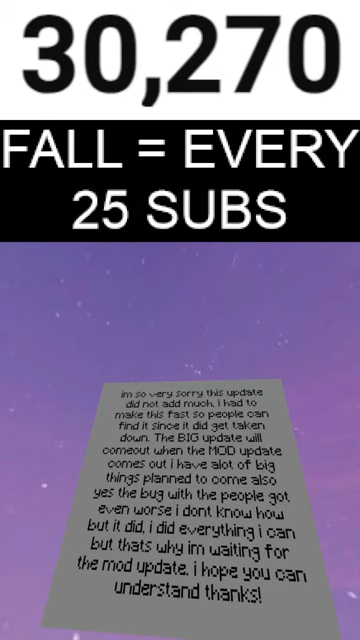 30,270
FALL = EVERY
25 SUBS
im so very sorry this update
did not add much, i had to
make this fast so people can
find it since it did get taken
down. The BIG update will
comeout when the MOD update
comes out i have alot of big
things planned to come also
yes the bug with the people got
even worse i dont know how
but it did, i did everything i can
but thats why im waiting for
the mod update. i hope you can
understand thanks!